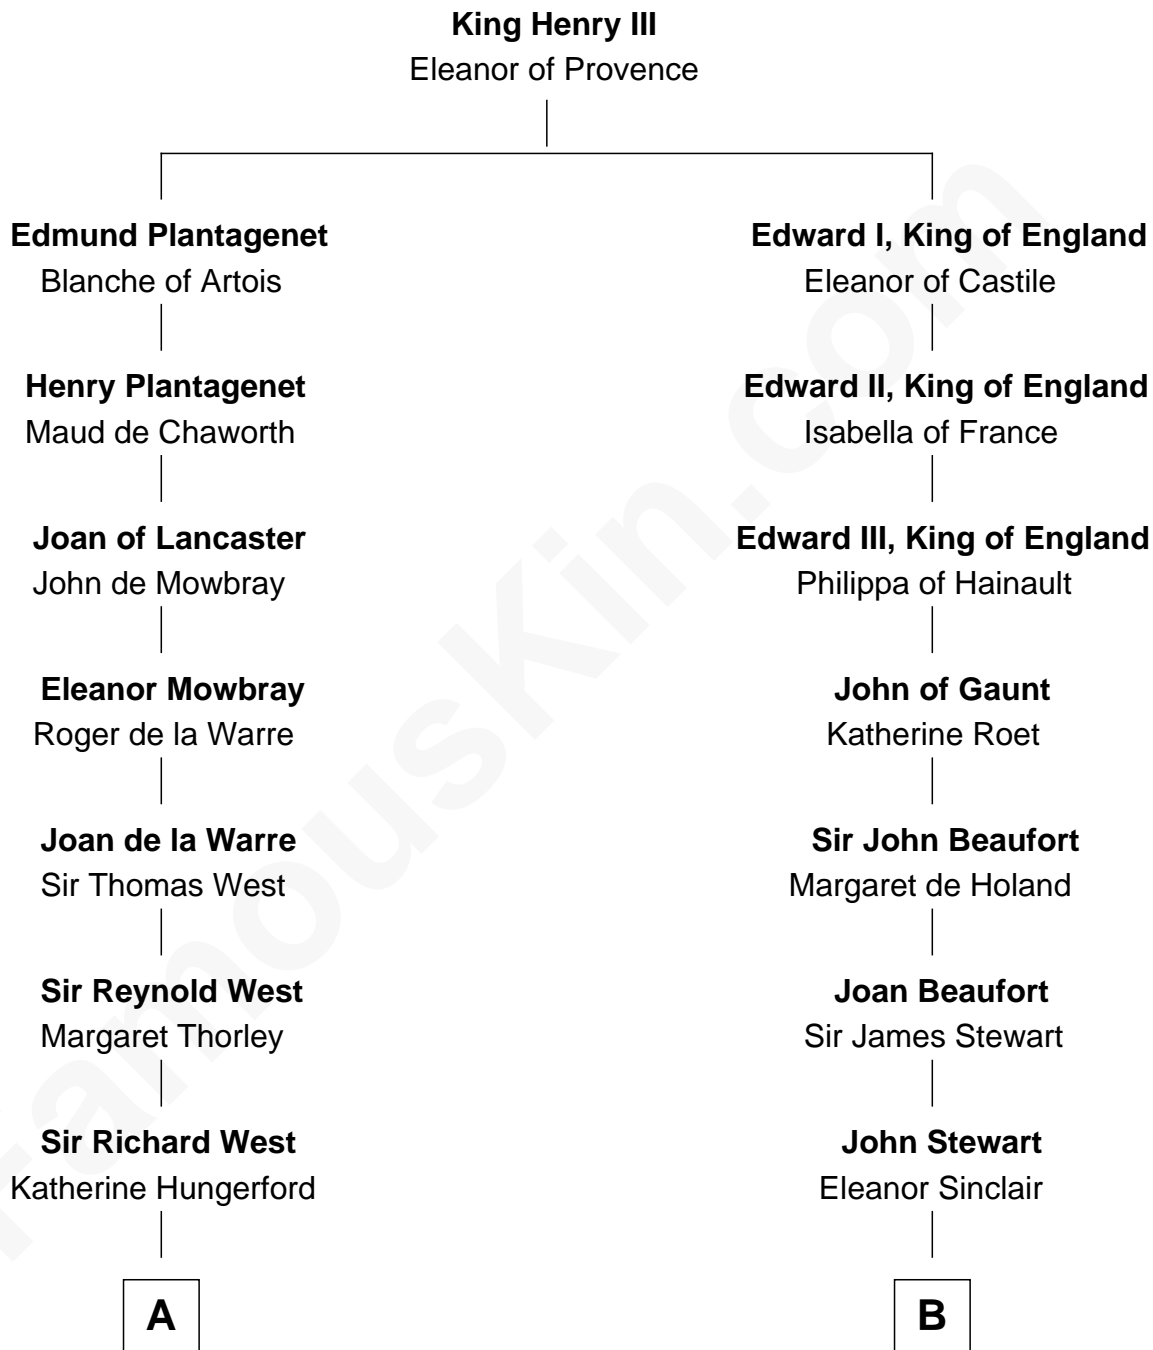 King Henry III
Eleanor of Provence
Edmund Plantagenet
Blanche of Artois
Edward I, King of England
Eleanor of Castile
Henry Plantagenet
Maud de Chaworth
Edward II, King of England
Isabella of France
Joan of Lancaster
John de Mowbray
Edward III, King of England
Philippa of Hainault
Eleanor Mowbray
Roger de la Warre
John of Gaunt
Katherine Roet
Joan de la Warre
Sir Thomas West
Sir John Beaufort
Margaret de Holand
Sir Reynold West
Margaret Thorley
Joan Beaufort
Sir James Stewart
Sir Richard West
Katherine Hungerford
John Stewart
Eleanor Sinclair
A
B
FamousKin.com